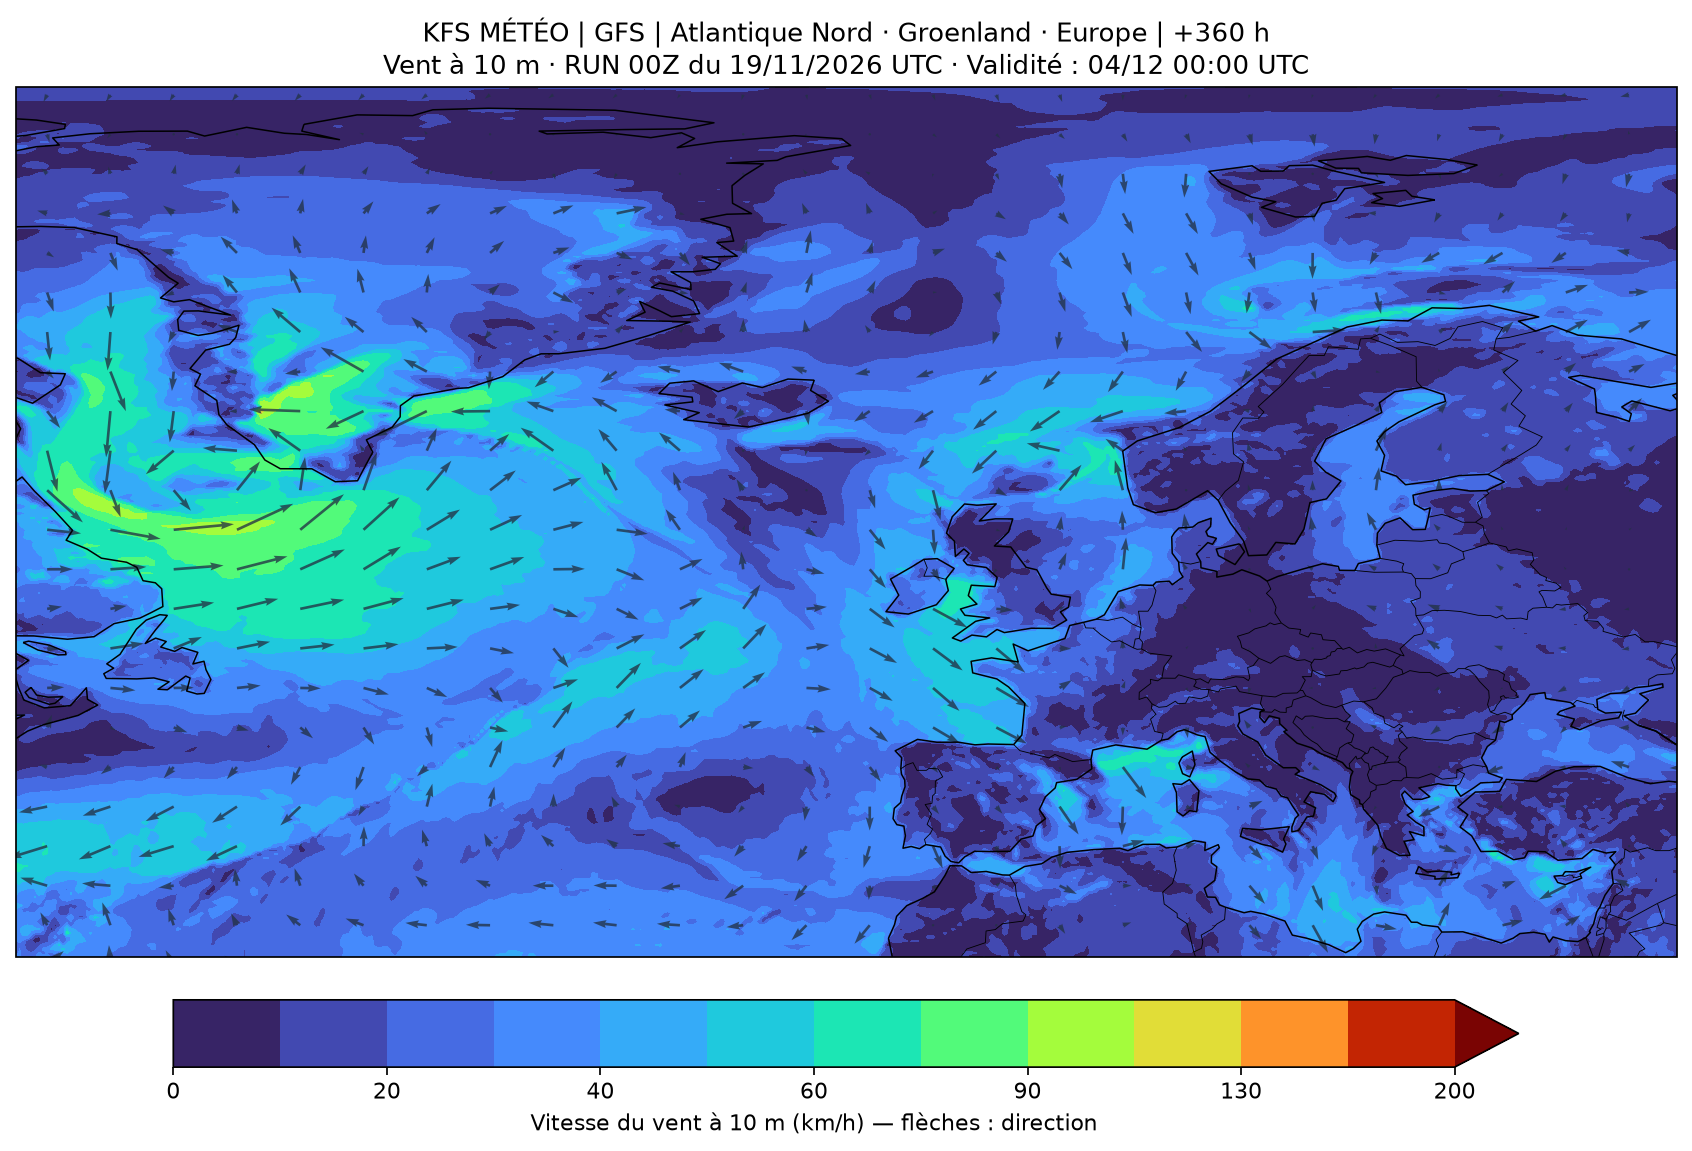 KFS MÉTÉO | GFS | Atlantique Nord · Groenland · Europe | +360 h
Vent à 10 m · RUN 00Z du 19/11/2026 UTC · Validité : 04/12 00:00 UTC
0 20 40 60 90 130 200
Vitesse du vent à 10 m (km/h) — flèches : direction